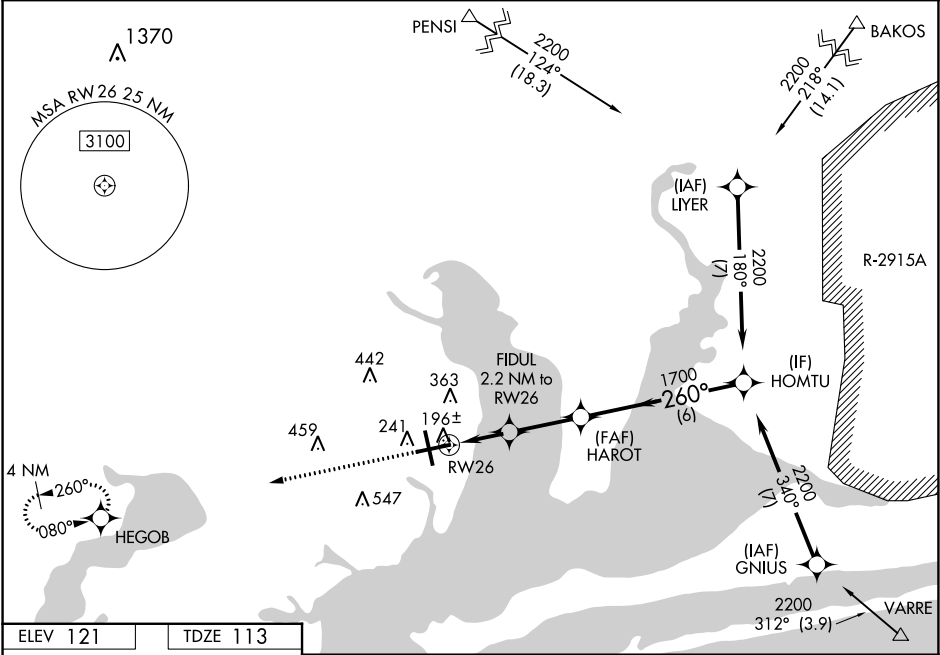 1370
MSA RW26 25 NM
3100
PENSI
2200
124°
(18.3)
BAKOS
2200
218°
(14.1)
(IAF)
LIYER
2200
180°
(7)
R-2915A
(IF)
HOMTU
1700
260°
(6)
FIDUL
2.2 NM to
RW26
(FAF)
HAROT
442
363
459
241
196±
RW26
547
4 NM
260°
080°
HEGOB
2200
340°
(7)
(IAF)
GNIUS
2200
312° (3.9)
VARRE
ELEV 121
TDZE 113